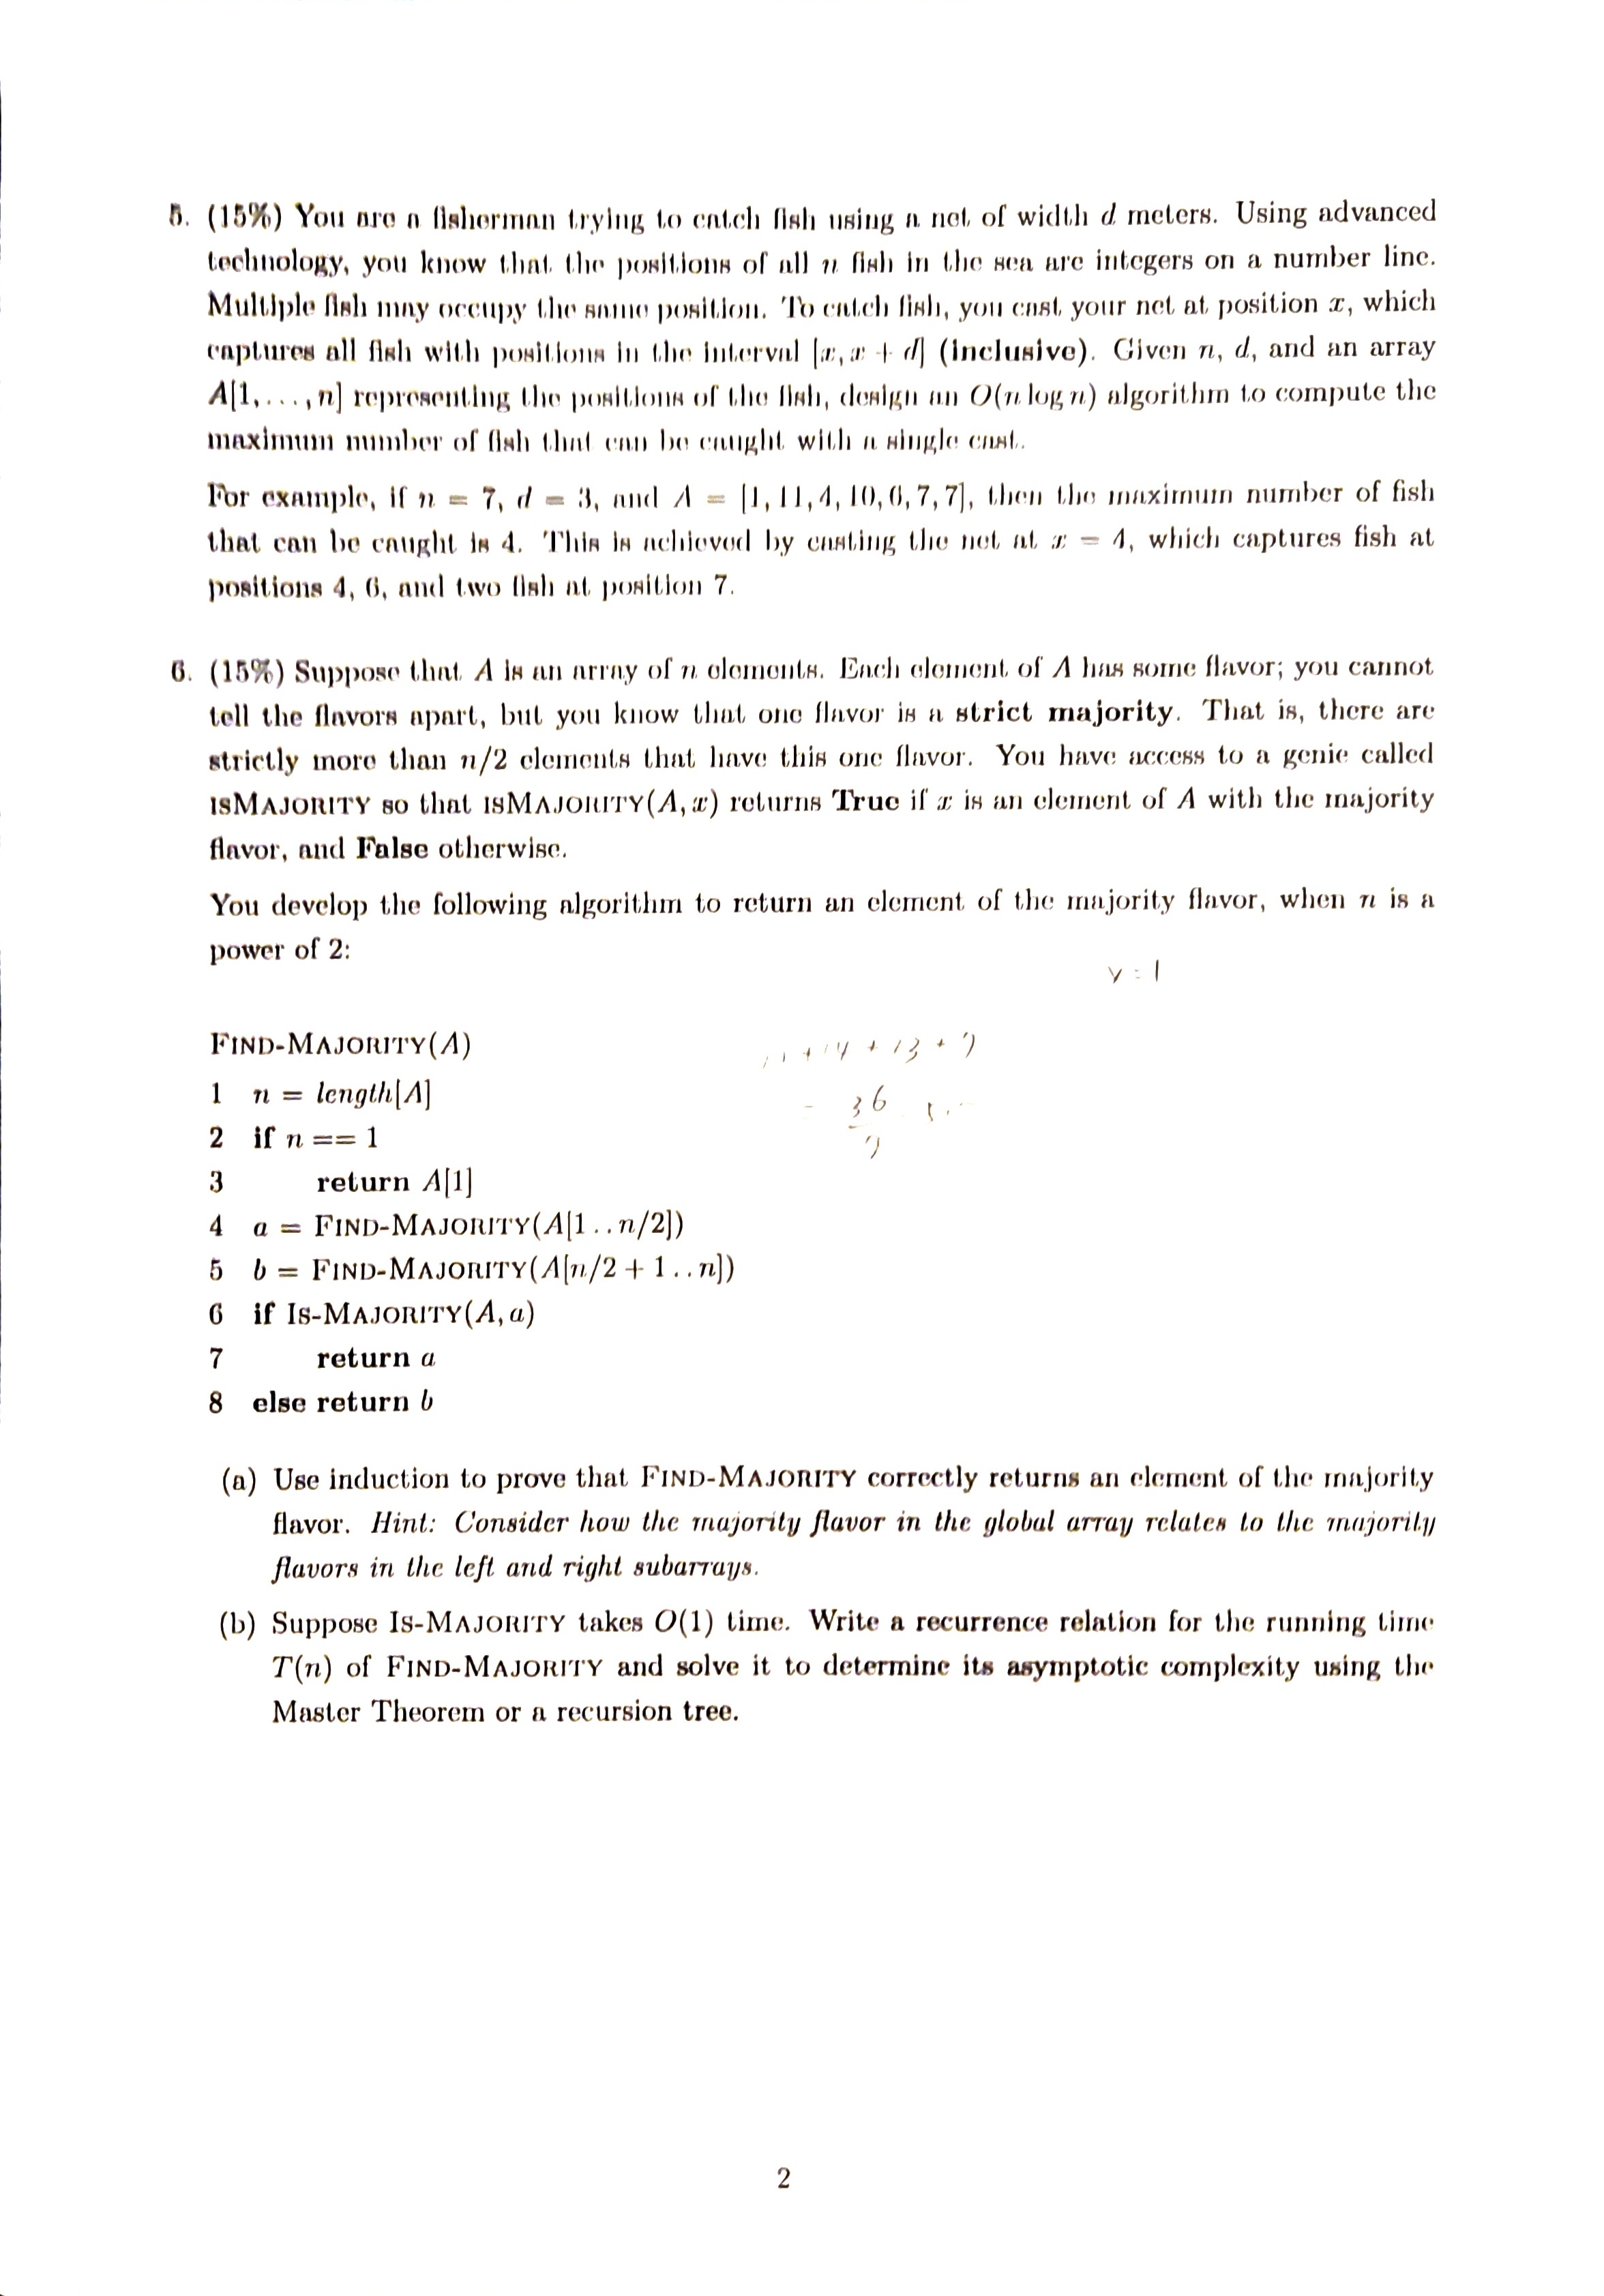 5. (15%) You are a fisherman trying to catch fish using a net of width d meters. Using advanced
technology, you know that the positions of all n fish in the sea are integers on a number line.
Multiple fish may occupy the same position. To catch fish, you cast your net at position x, which
captures all fish with positions in the interval [x, x + d] (inclusive). Given n, d, and an array
A[1, . . . , n] representing the positions of the fish, design an O(n log n) algorithm to compute the
maximum number of fish that can be caught with a single cast.
For example, if n = 7, d = 3, and A = [1, 11, 4, 10, 6, 7, 7], then the maximum number of fish
that can be caught is 4. This is achieved by casting the net at x = 4, which captures fish at
positions 4, 6, and two fish at position 7.
6. (15%) Suppose that A is an array of n elements. Each element of A has some flavor; you cannot
tell the flavors apart, but you know that one flavor is a strict majority. That is, there are
strictly more than n/2 elements that have this one flavor. You have access to a genie called
ISMAJORITY so that ISMAJORITY(A, x) returns True if x is an element of A with the majority
flavor, and False otherwise.
You develop the following algorithm to return an element of the majority flavor, when n is a
power of 2:
FIND-MAJORITY(A)
1 n = length[A]
2 if n == 1
3 return A[1]
4 a = FIND-MAJORITY(A[1 . . n/2])
5 b = FIND-MAJORITY(A[n/2 + 1 . . n])
6 if IS-MAJORITY(A, a)
7 return a
8 else return b
+ 14 + 13 +
36
(a) Use induction to prove that FIND-MAJORITY correctly returns an element of the majority
flavor. Hint: Consider how the majority flavor in the global array relates to the majority
flavors in the left and right subarrays.
(b) Suppose IS-MAJORITY takes O(1) time. Write a recurrence relation for the running time
T(n) of FIND-MAJORITY and solve it to determine its asymptotic complexity using the
Master Theorem or a recursion tree.
2